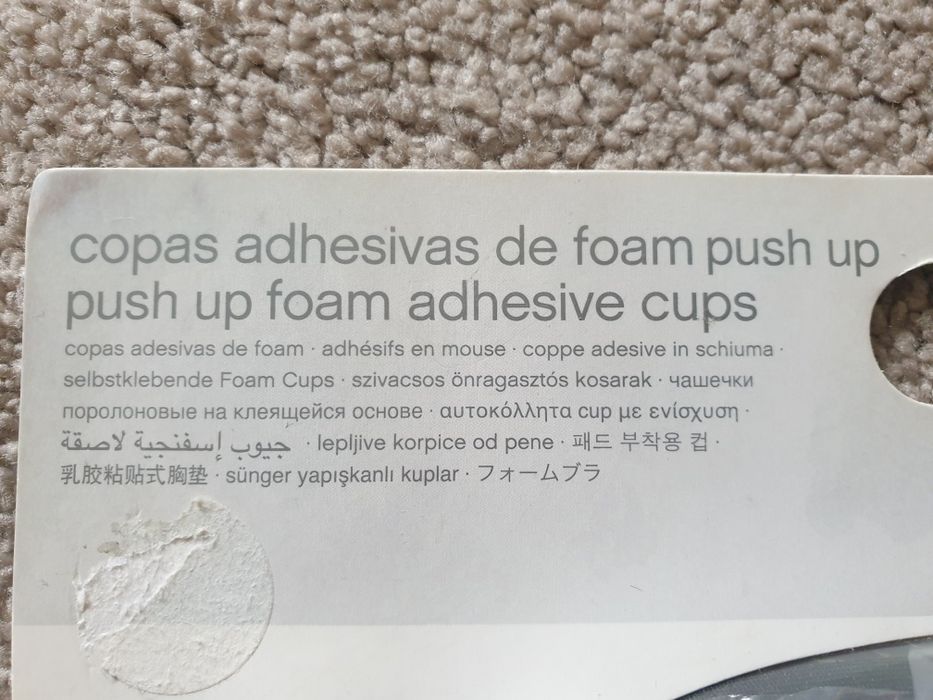 copas adhesivas de foam push up
push up foam adhesive cups
copas adesivas de foam · adhésifs en mouse · coppe adesive in schiuma ·
selbstklebende Foam Cups · szivacsos önragasztós kosarak · чашечки
поролоновые на клеящейся основе · αυτοκόλλητα cup με ενίσχυση ·
جيوب إسفنجية لاصقة · lepljive korpice od pene · 패드 부착용 컵 ·
乳胶粘贴式胸垫 · sünger yapışkanlı kuplar · フォームブラ